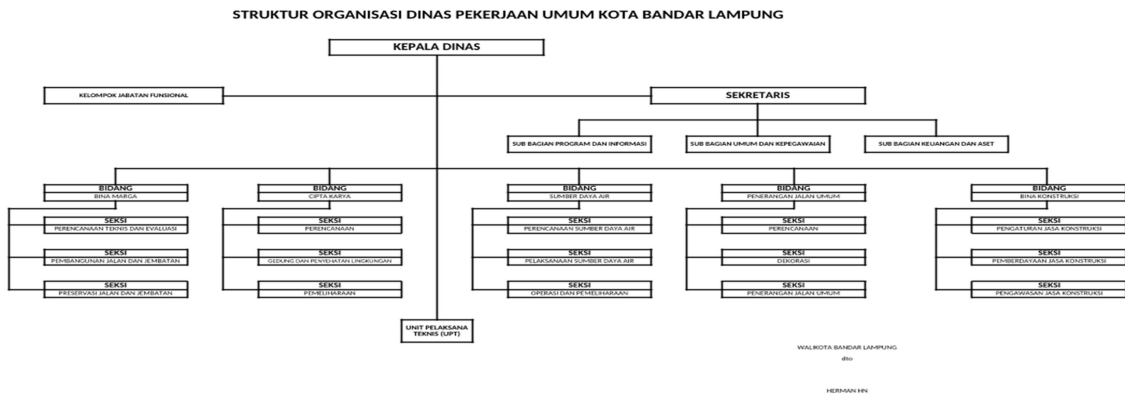 STRUKTUR ORGANISASI DINAS PEKERJAAN UMUM KOTA BANDAR LAMPUNG
KEPALA DINAS
KELOMPOK JABATAN FUNSIONAL
SEKRETARIS
SUB BAGIAN PROGRAM DAN INFORMASI
SUB BAGIAN UMUM DAN KEPEGAWAIAN
SUB BAGIAN KEUANGAN DAN ASET
BIDANG
BINA MARGA
SEKSI
PERENCANAAN TEKNIS DAN EVALUASI
SEKSI
PEMBANGUNAN JALAN DAN JEMBATAN
SEKSI
PRESERVASI JALAN DAN JEMBATAN
BIDANG
CIPTA KARYA
SEKSI
PERENCANAAN
SEKSI
GEDUNG DAN PENYEHATAN LINGKUNGAN
SEKSI
PEMELIHARAAN
BIDANG
SUMBER DAYA AIR
SEKSI
PERENCANAAN SUMBER DAYA AIR
SEKSI
PELAKSANAAN SUMBER DAYA AIR
SEKSI
OPERASI DAN PEMELIHARAAN
BIDANG
PENERANGAN JALAN UMUM
SEKSI
PERENCANAAN
SEKSI
DEKORASI
SEKSI
PENERANGAN JALAN UMUM
BIDANG
BINA KONSTRUKSI
SEKSI
PENGATURAN JASA KONSTRUKSI
SEKSI
PEMBERDAYAAN JASA KONSTRUKSI
SEKSI
PENGAWASAN JASA KONSTRUKSI
UNIT PELAKSANA
TEKNIS (UPT)
WALIKOTA BANDAR LAMPUNG
dto
HERMAN HN